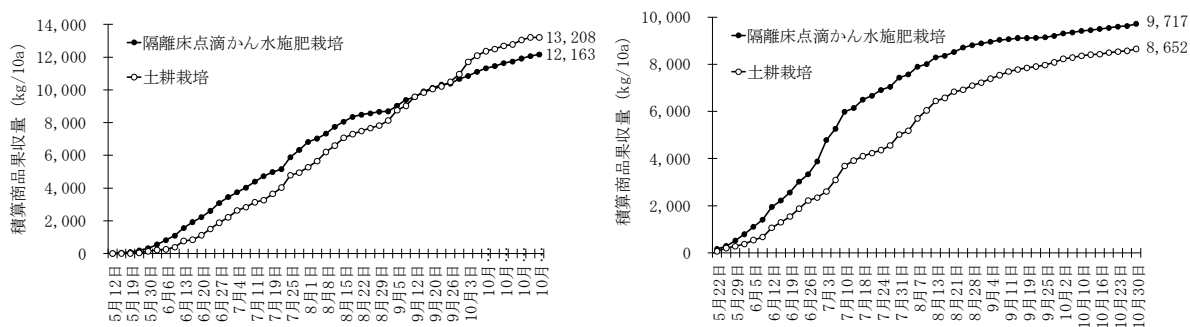 積算商品果収量 (kg/10a)
14,000
12,000
10,000
8,000
6,000
4,000
2,000
0
隔離床点滴かん水施肥栽培
土耕栽培
13,208
12,163
5月12日
5月19日
5月30日
6月6日
6月13日
6月20日
6月27日
7月4日
7月11日
7月19日
7月25日
8月1日
8月8日
8月15日
8月22日
8月29日
9月5日
9月12日
9月20日
9月26日
10月3日
10月…
10月…
10月…
10月…
積算商品果収量 (kg/10a)
10,000
8,000
6,000
4,000
2,000
0
隔離床点滴かん水施肥栽培
土耕栽培
9,717
8,652
5月22日
5月29日
6月5日
6月12日
6月19日
6月26日
7月3日
7月10日
7月18日
7月24日
7月31日
8月7日
8月13日
8月21日
8月28日
9月4日
9月11日
9月19日
9月25日
10月2日
10月10日
10月16日
10月23日
10月30日